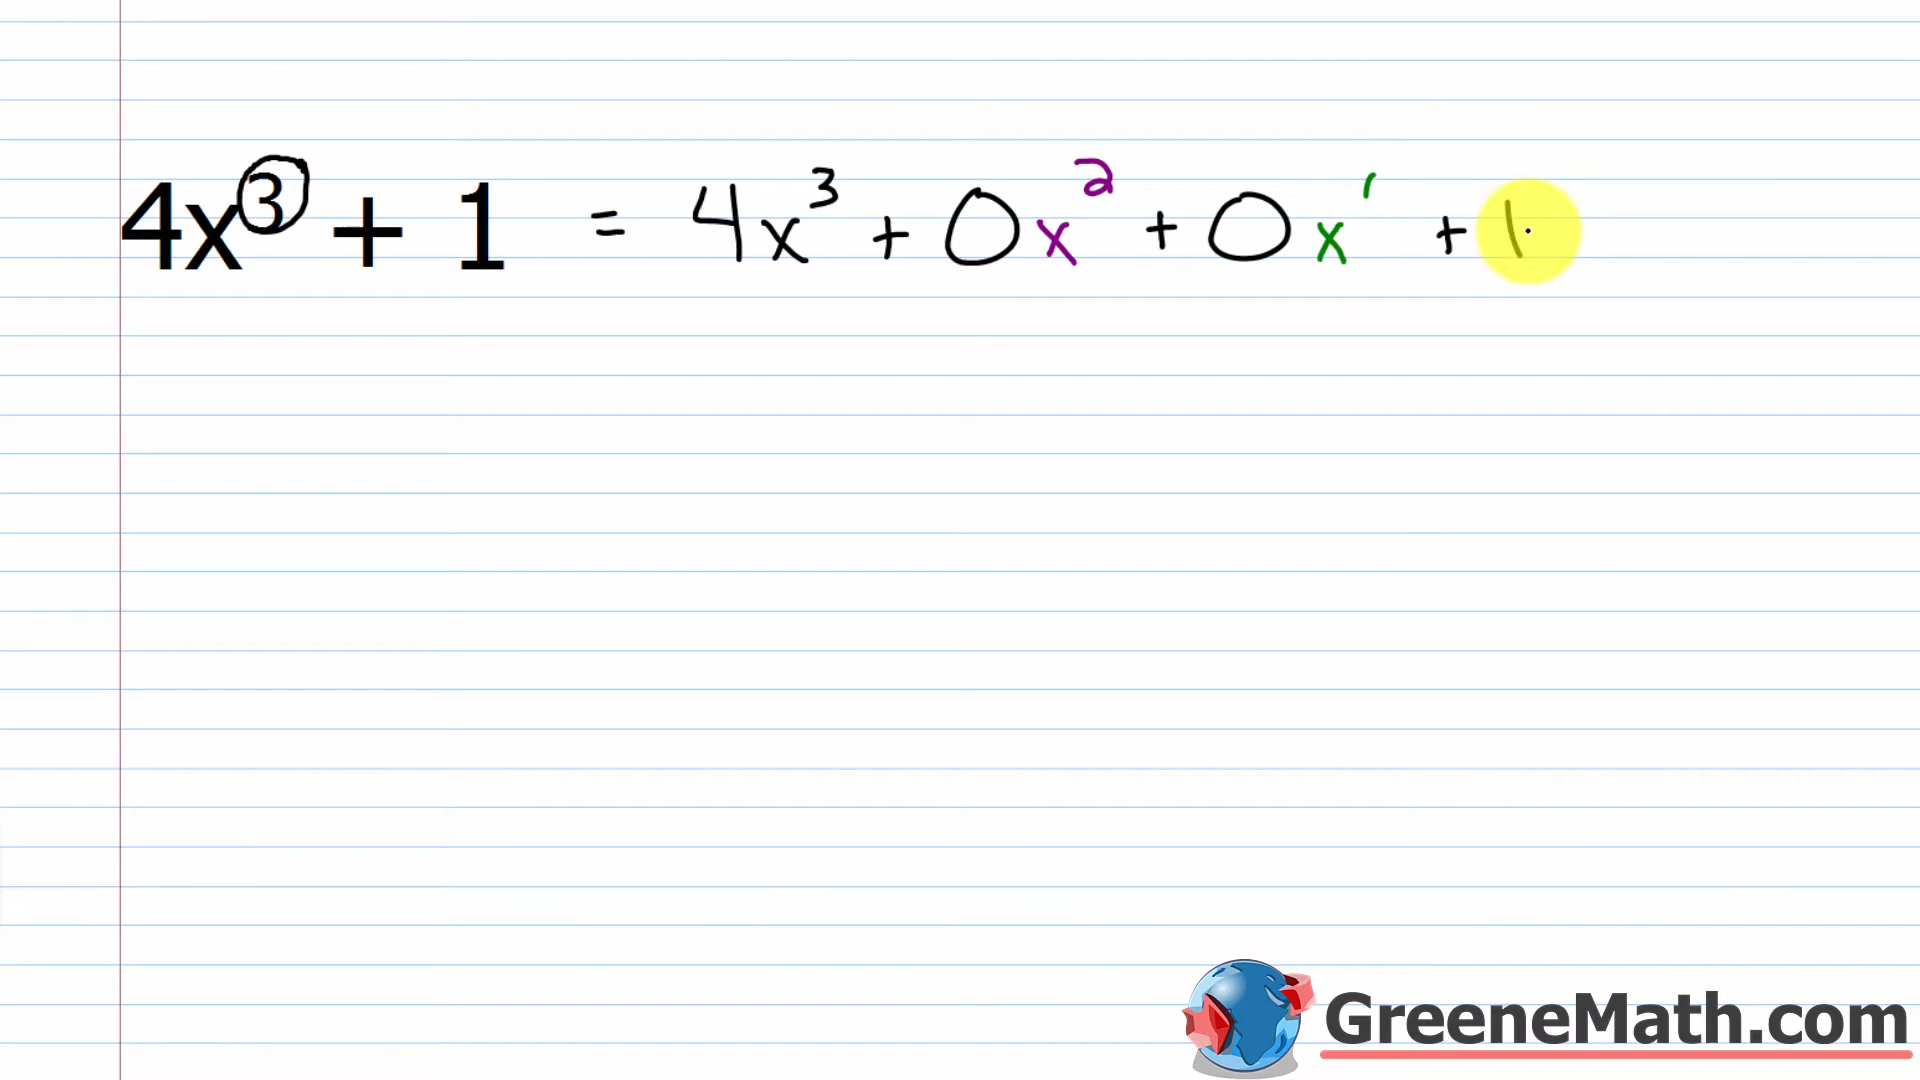 4x³ + 1 = 4x³ + 0x² + 0x¹ + 1
GreeneMath.com